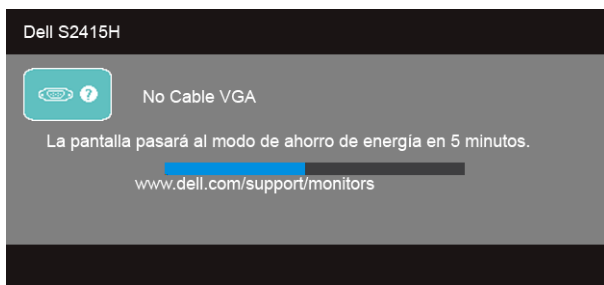 Dell S2415H
No Cable VGA
La pantalla pasará al modo de ahorro de energía en 5 minutos.
www.dell.com/support/monitors